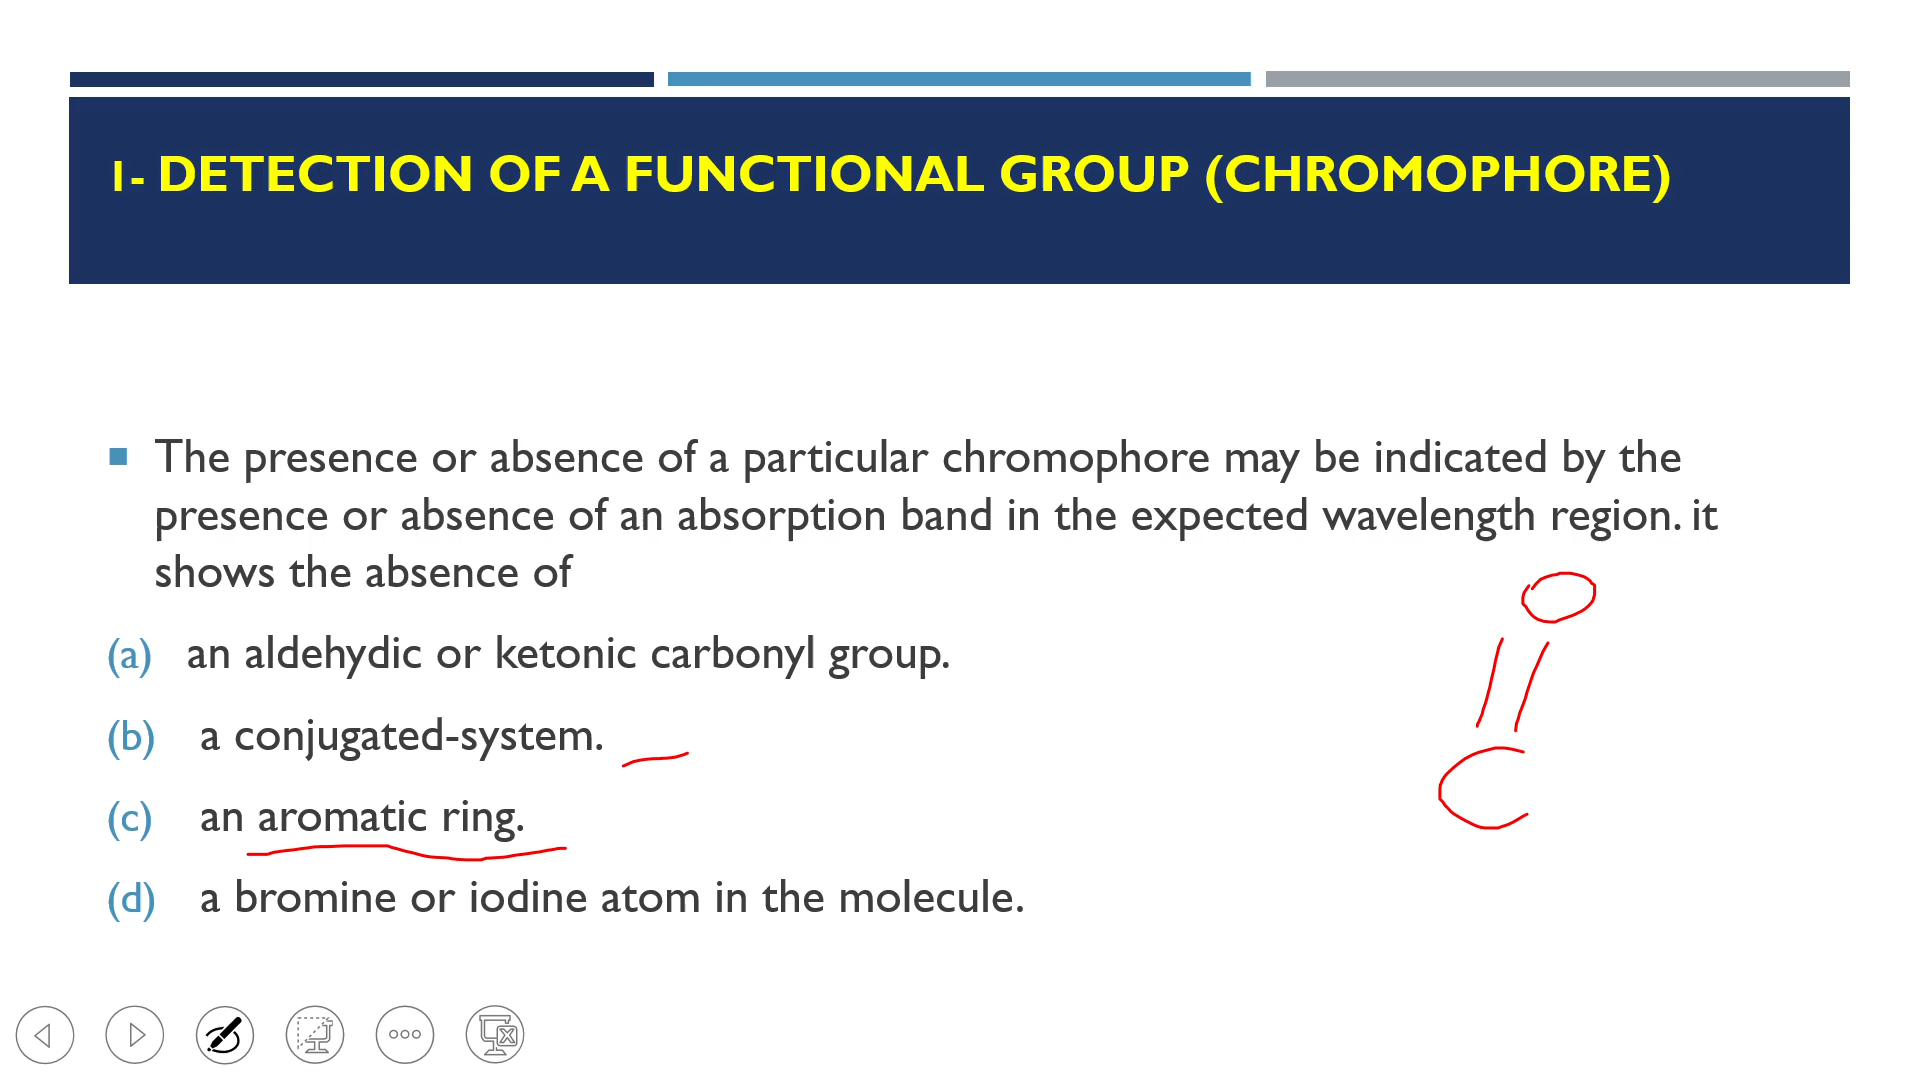 1- DETECTION OF A FUNCTIONAL GROUP (CHROMOPHORE)
The presence or absence of a particular chromophore may be indicated by the
presence or absence of an absorption band in the expected wavelength region. it
shows the absence of
(a) an aldehydic or ketonic carbonyl group.
(b) a conjugated-system.
(c) an aromatic ring.
(d) a bromine or iodine atom in the molecule.
O
C